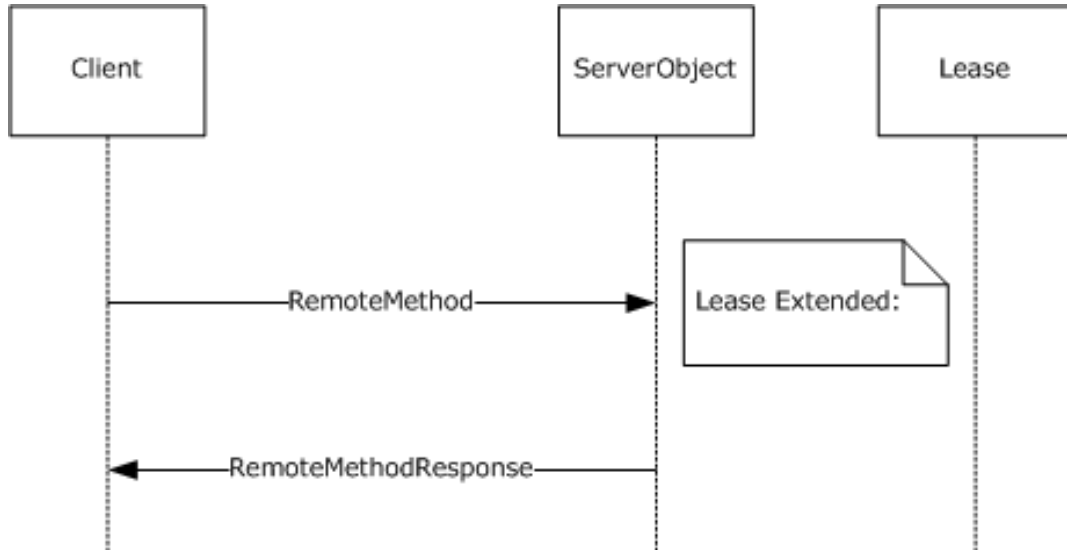 Client
ServerObject
Lease
RemoteMethod
Lease Extended:
RemoteMethodResponse